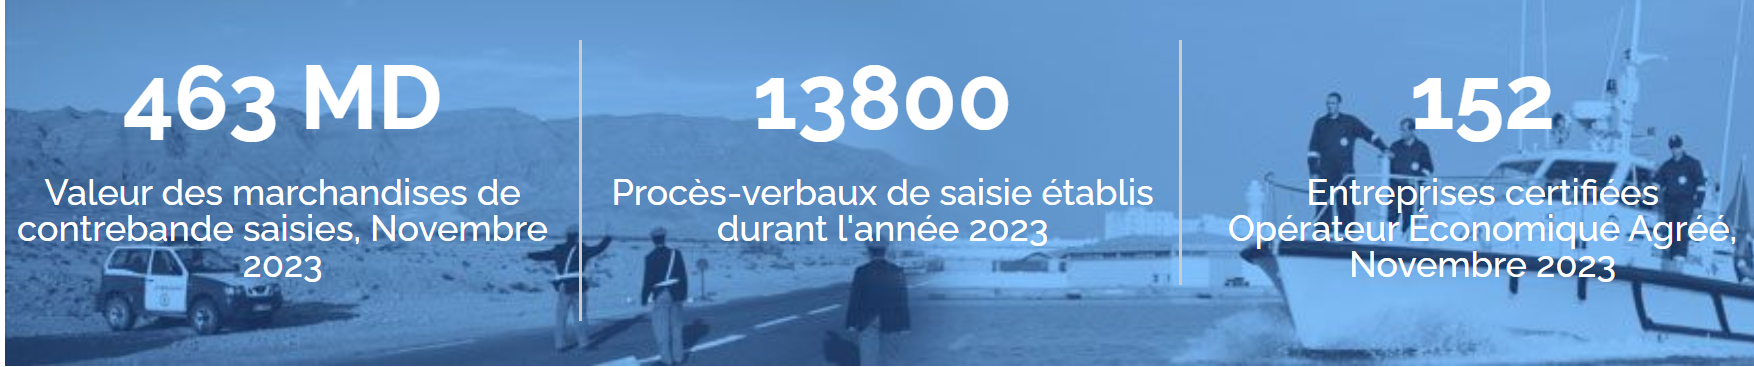 463 MD
Valeur des marchandises de
contrebande saisies, Novembre
2023
13800
Procès-verbaux de saisie établis
durant l'année 2023
152
Entreprises certifiées
Opérateur Économique Agréé,
Novembre 2023